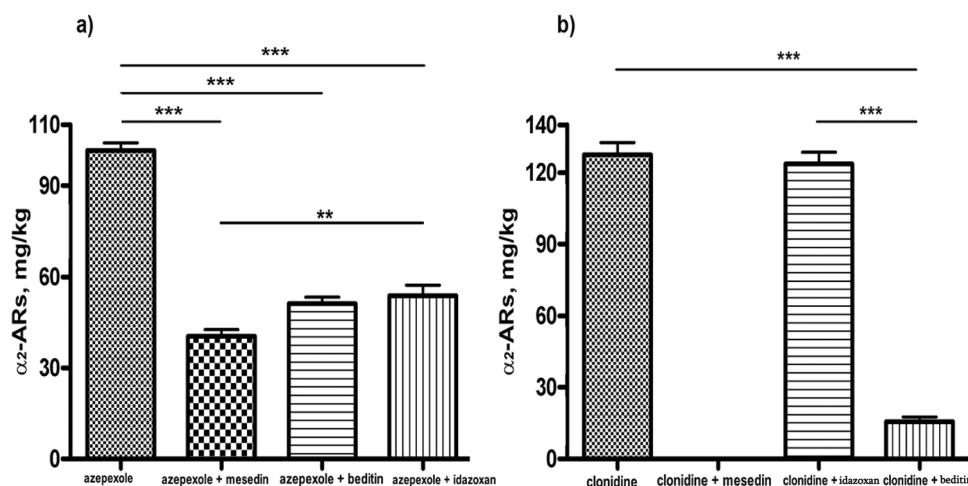 a)
***
***
***
**
α2-ARs, mg/kg
110
90
60
30
0
azepexole
azepexole + mesedin
azepexole + beditin
azepexole + idazoxan
b)
***
***
α2-ARs, mg/kg
140
120
90
60
30
0
clonidine
clonidine + mesedin
clonidine + idazoxan
clonidine + beditin